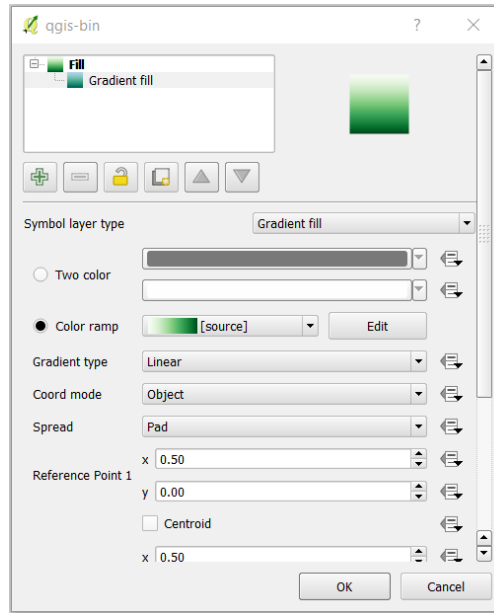 qgis-bin ?
Fill
Gradient fill
Symbol layer type Gradient fill
Two color
Color ramp [source] Edit
Gradient type Linear
Coord mode Object
Spread Pad
x 0.50
Reference Point 1
y 0.00
Centroid
x 0.50
OK Cancel